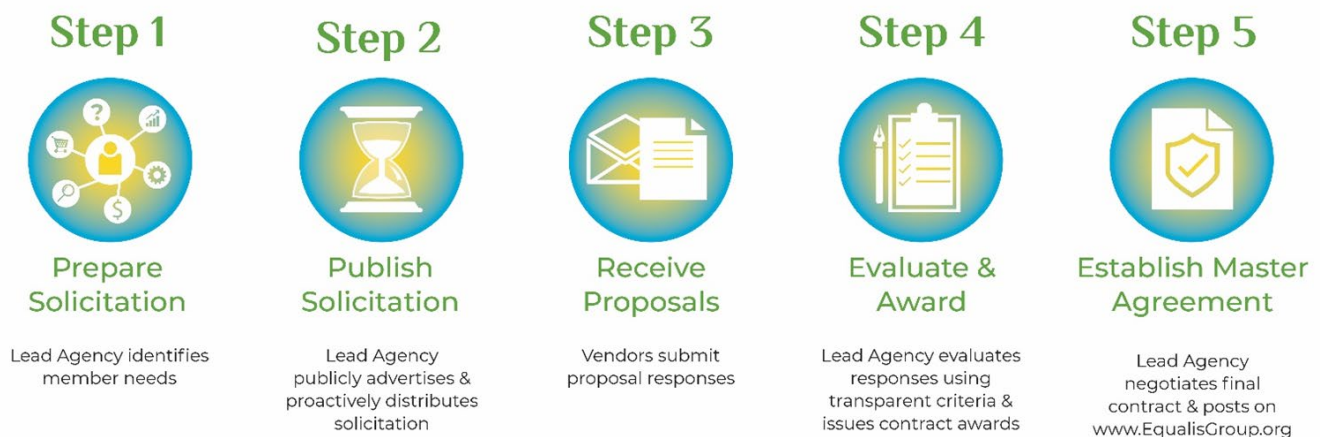 Step 1
Step 2
Step 3
Step 4
Step 5
?
$
Prepare
Solicitation
Publish
Solicitation
Receive
Proposals
Evaluate &
Award
Establish Master
Agreement
Lead Agency identifies
member needs
Lead Agency
publicly advertises &
proactively distributes
solicitation
Vendors submit
proposal responses
Lead Agency evaluates
responses using
transparent criteria &
issues contract awards
Lead Agency
negotiates final
contract & posts on
www.EqualisGroup.org